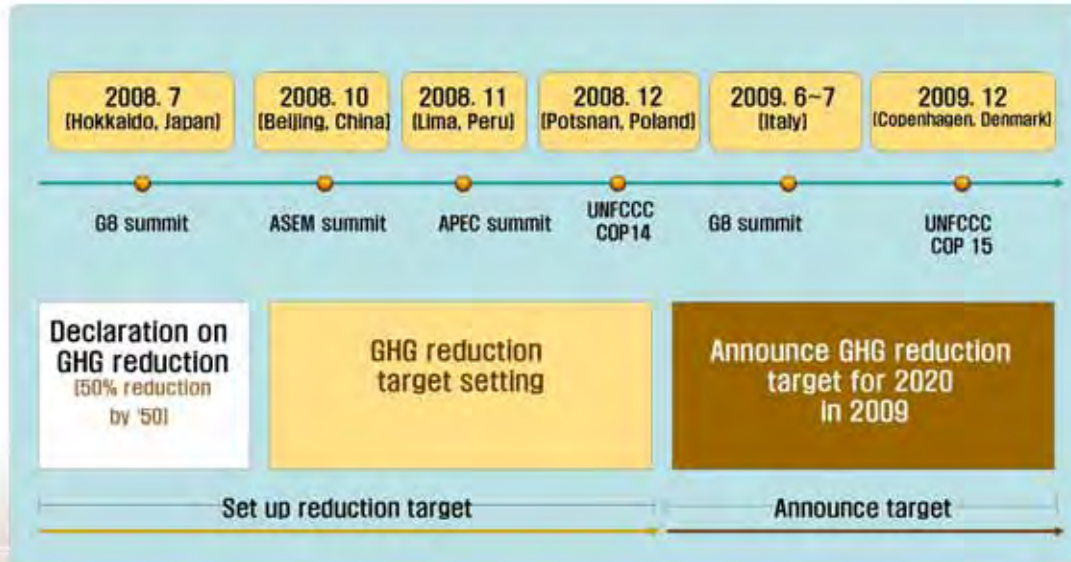 2008. 7
(Hokkaido, Japan)
2008. 10
(Beijing, China)
2008. 11
(Lima, Peru)
2008. 12
(Potsnan, Poland)
2009. 6~7
(Italy)
2009. 12
(Copenhagen, Denmark)
G8 summit
ASEM summit
APEC summit
UNFCCC
COP14
G8 summit
UNFCCC
COP 15
Declaration on
GHG reduction
(50% reduction
by '50)
GHG reduction
target setting
Announce GHG reduction
target for 2020
in 2009
Set up reduction target
Announce target